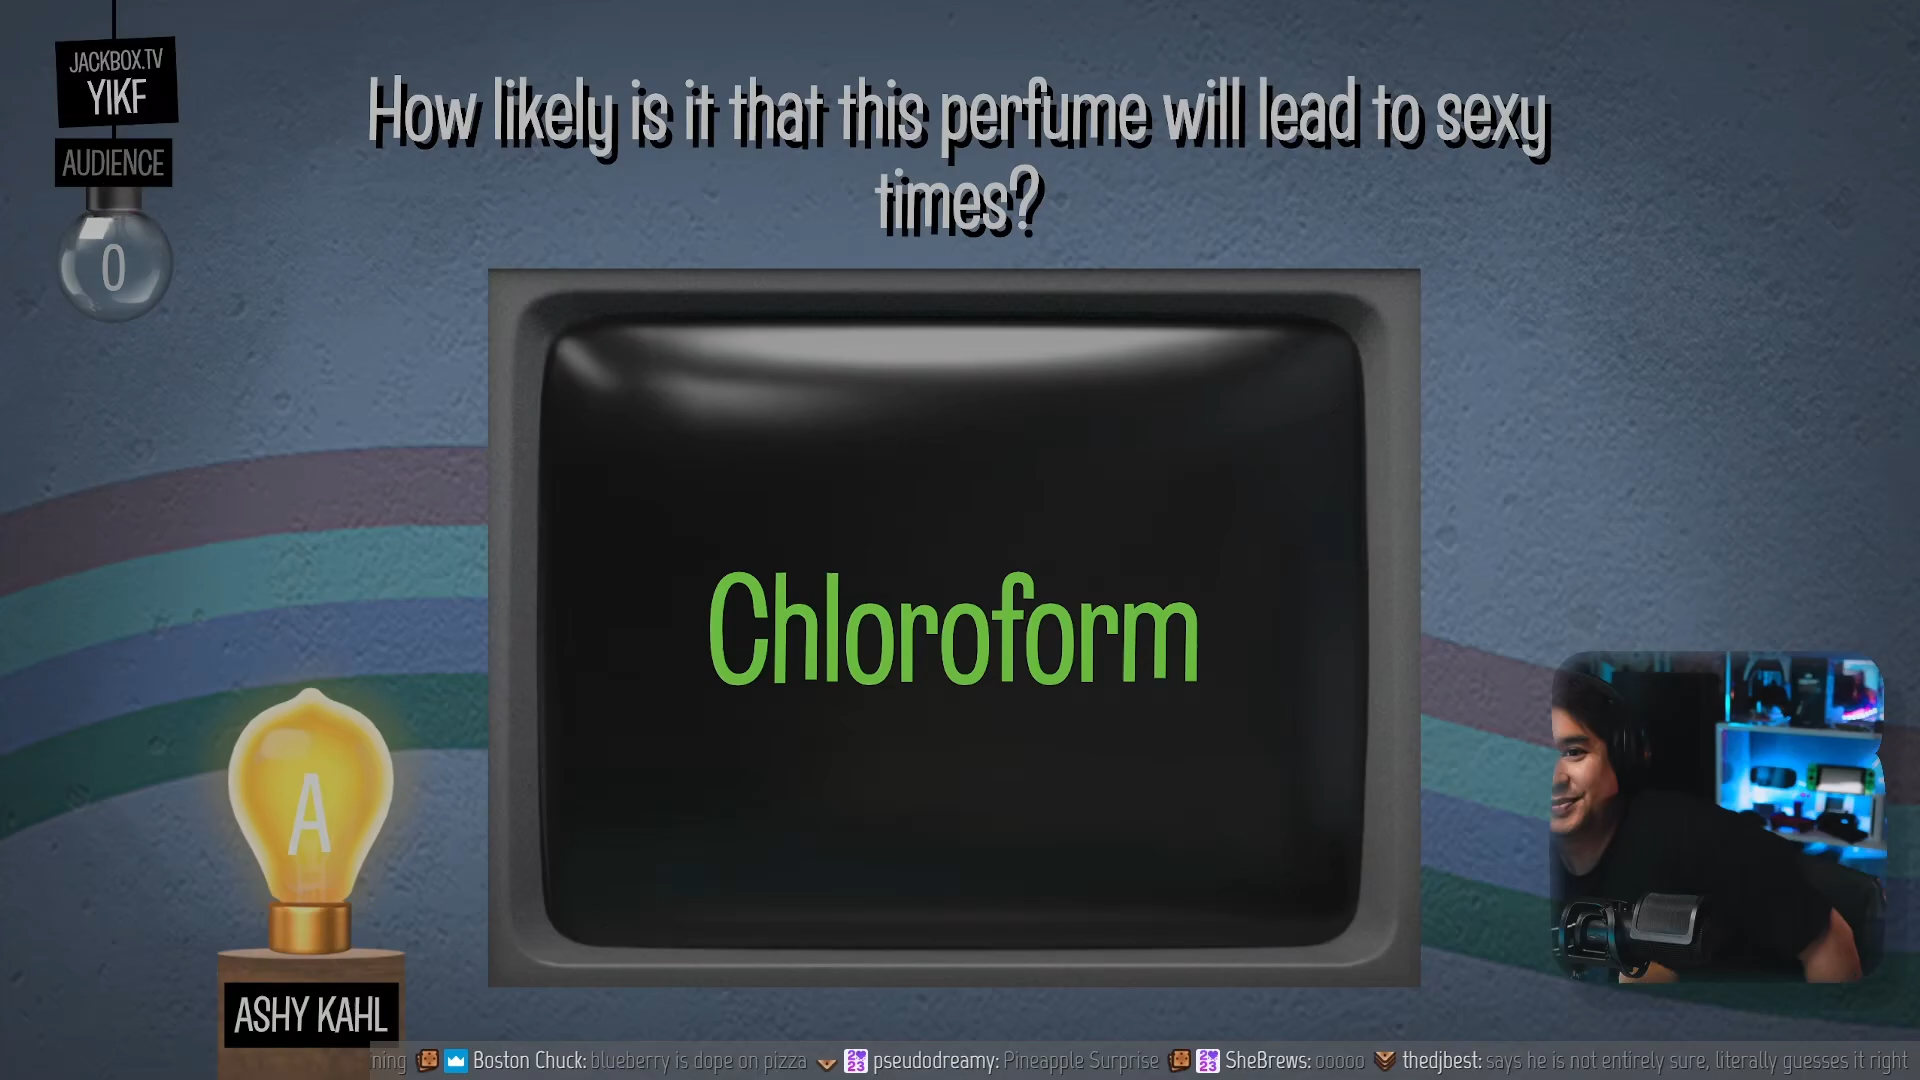 JACKBOX.TV
YIKF
AUDIENCE
0
How likely is it that this perfume will lead to sexy
times?
Chloroform
A
ASHY KAHL
ning Boston Chuck: blueberry is dope on pizza pseudodreamy: Pineapple Surprise SheBrews: ooooo thedjbest: says he is not entirely sure, literally guesses it right